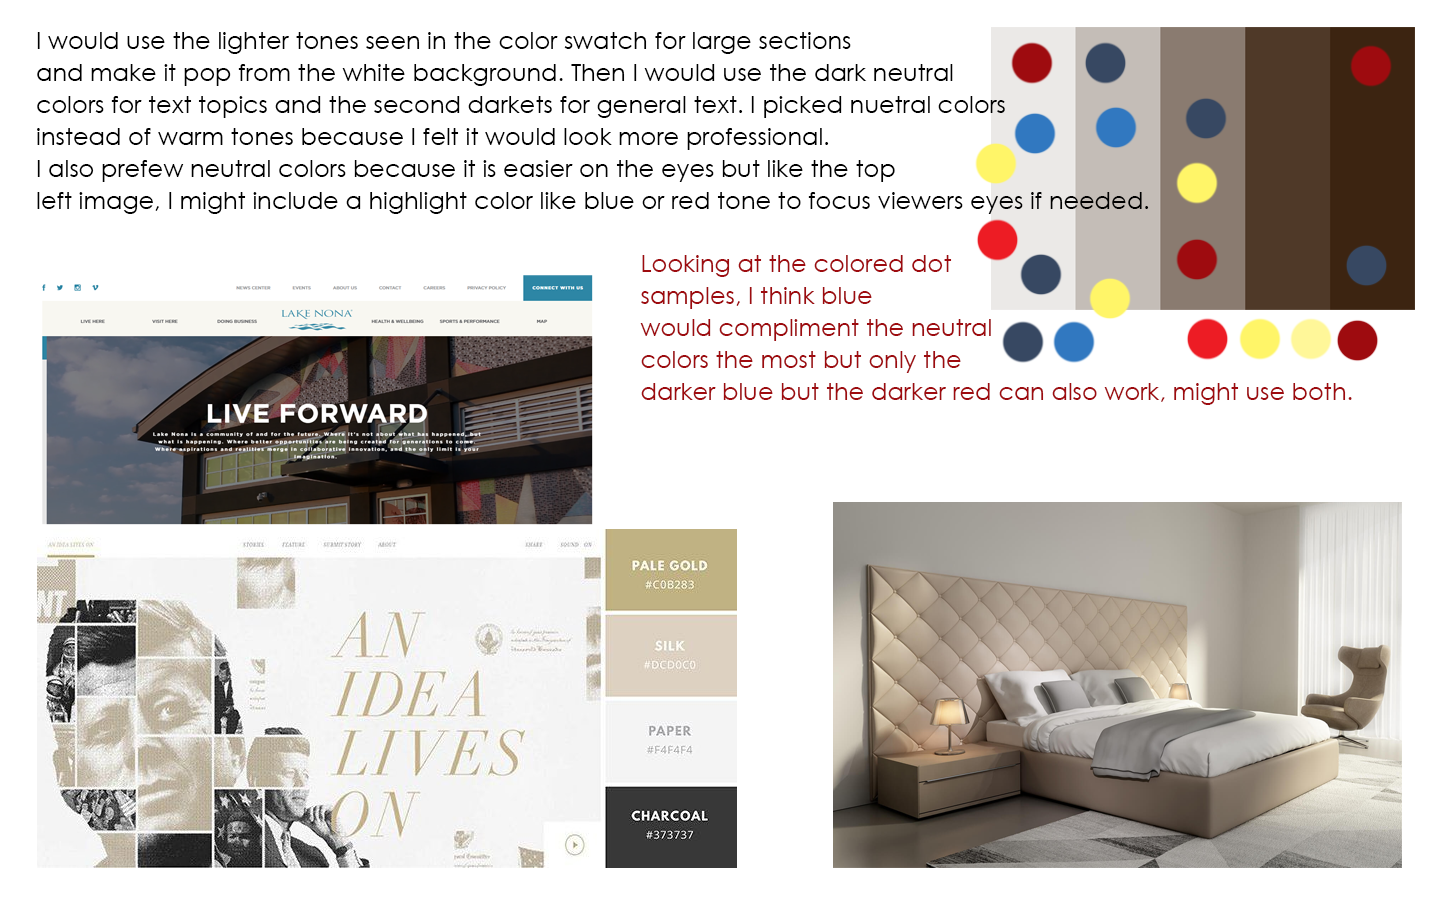 I would use the lighter tones seen in the color swatch for large sections
and make it pop from the white background. Then I would use the dark neutral
colors for text topics and the second darkets for general text. I picked nuetral colors
instead of warm tones because I felt it would look more professional.
I also prefew neutral colors because it is easier on the eyes but like the top
left image, I might include a highlight color like blue or red tone to focus viewers eyes if needed.
Looking at the colored dot
samples, I think blue
would compliment the neutral
colors the most but only the
darker blue but the darker red can also work, might use both.
NEWS CENTER EVENTS ABOUT US CONTACT CAREERS PRIVACY POLICY CONNECT WITH US
LIVE HERE VISIT HERE DOING BUSINESS LAKE NONA HEALTH & WELLBEING SPORTS & PERFORMANCE MAP
LIVE FORWARD
Lake Nona is a community of and for the future. Where it's not about what has happened, but
what is happening. Where better opportunities are being created for generations to come.
Where aspirations and realities merge in collaborative innovation, and the only limit is your
imagination.
AN IDEA LIVES ON STORIES FEATURE SUBMIT STORY ABOUT SHARE SOUND ON
NT
AN
IDEA
LIVES
ON
PALE GOLD
#C0B283
SILK
#DCD0C0
PAPER
#F4F4F4
CHARCOAL
#373737